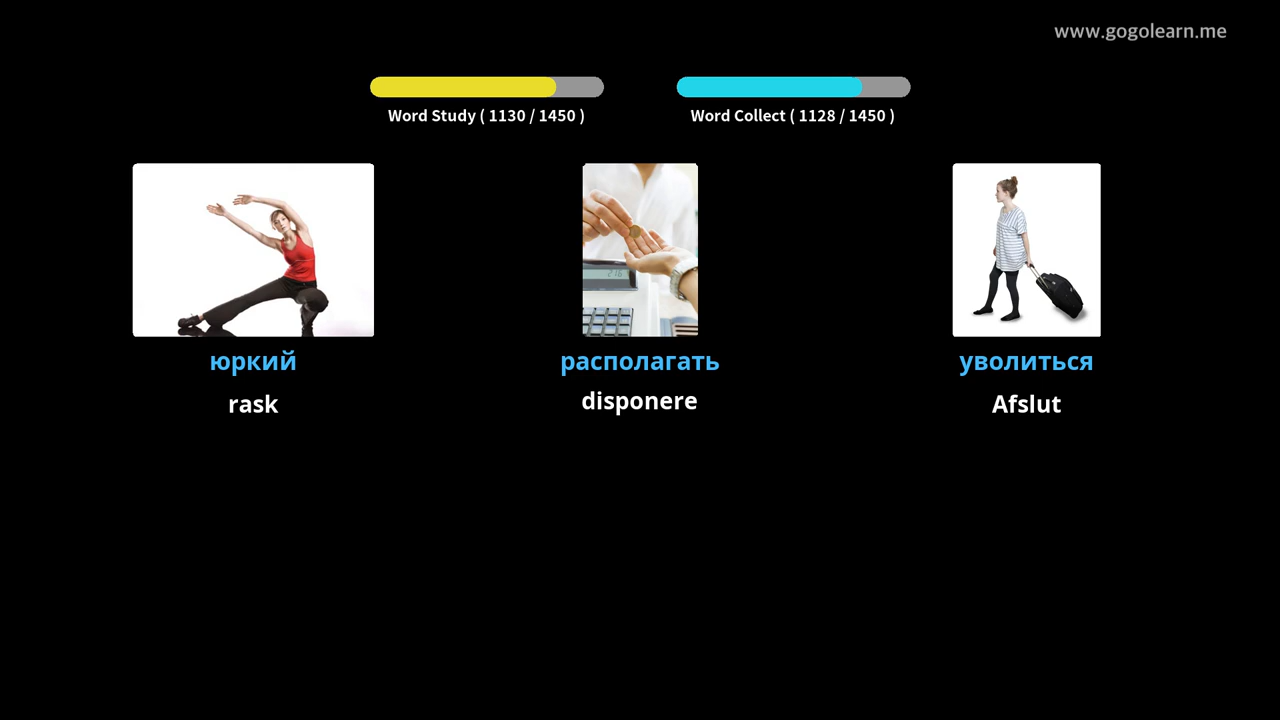 www.gogolearn.me
Word Study ( 1130 / 1450 )
Word Collect ( 1128 / 1450 )
юркий
располагать
уволиться
rask
disponere
Afslut